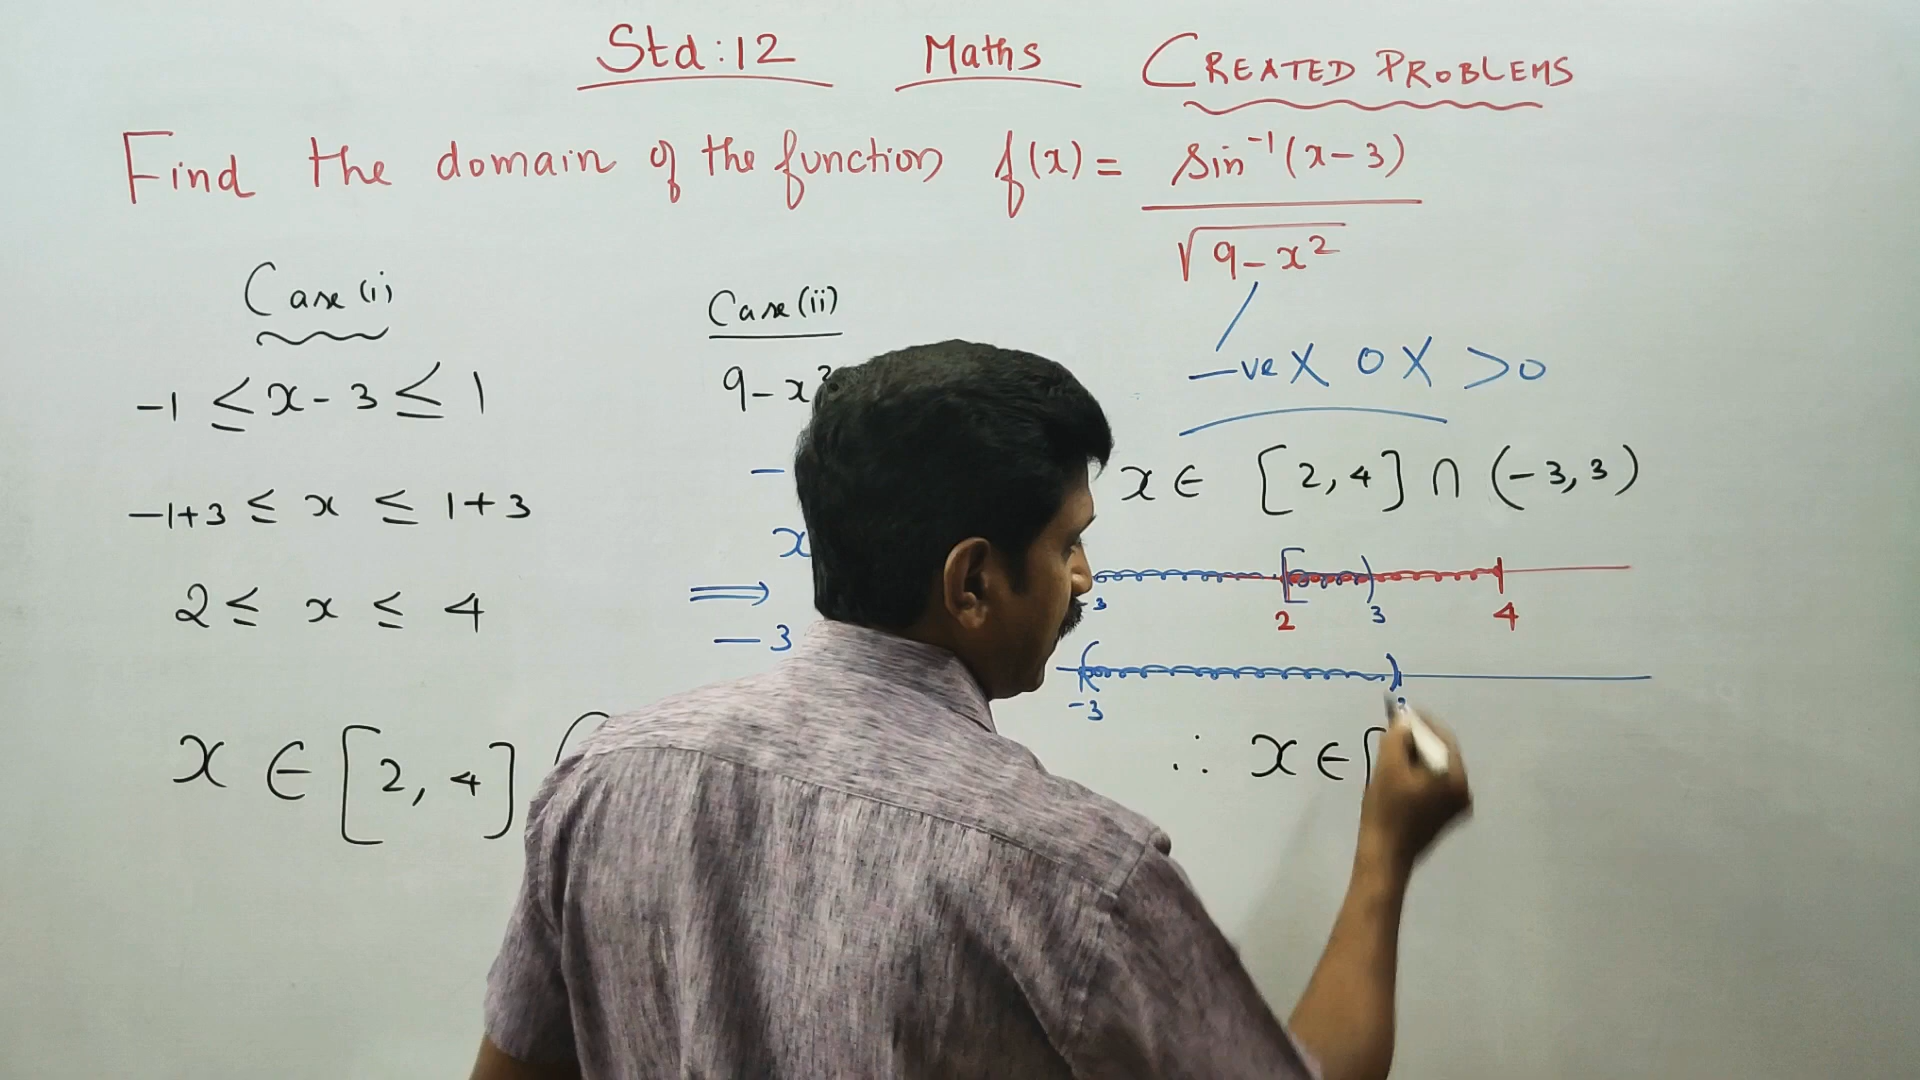 Std:12 Maths CREATED PROBLEMS
Find the domain of the function f(x) = sin⁻¹(x-3)
√9-x²
Case (i)
-1 ≤ x-3 ≤ 1
-1+3 ≤ x ≤ 1+3
2 ≤ x ≤ 4
x ∈ [2, 4]
Case (ii)
9-x²
-
x
⟹
-3
-ve X 0 X >0
x ∈ [2, 4] ∩ (-3, 3)
3 2 3 4
-3
∴ x ∈ [